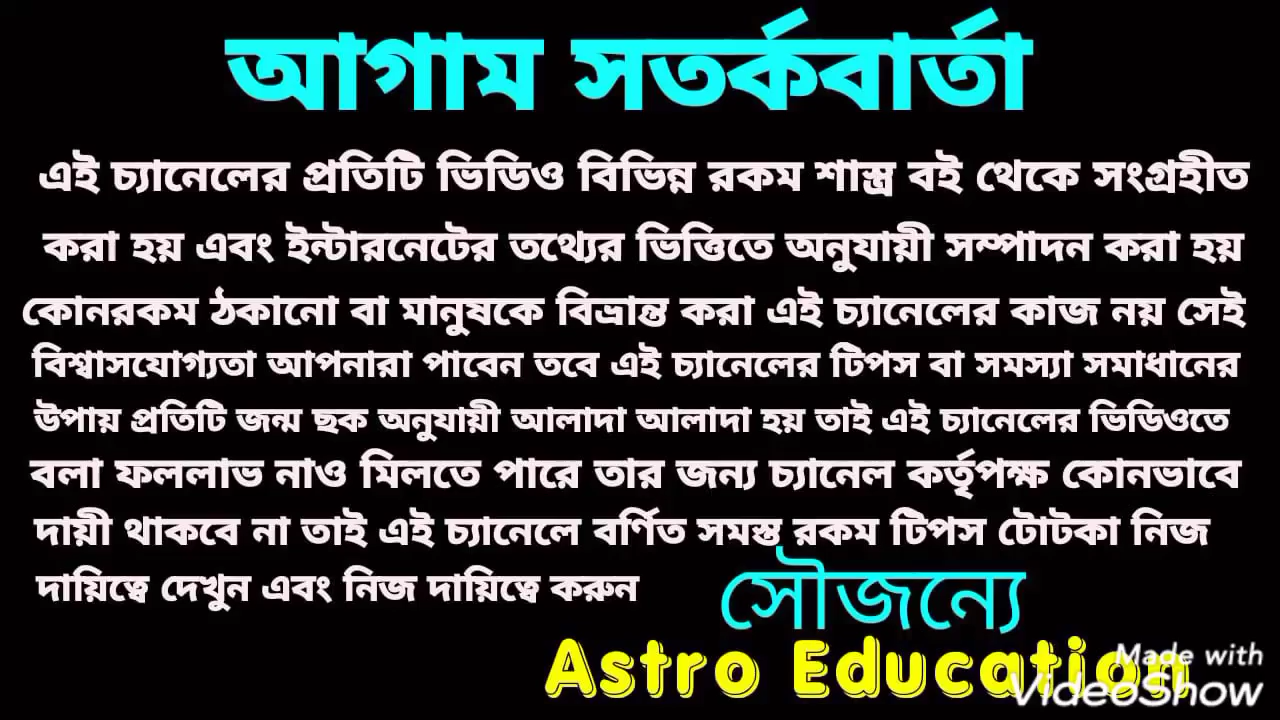 আগাম সতর্কবার্তা
এই চ্যানেলের প্রতিটি ভিডিও বিভিন্ন রকম শাস্ত্র বই থেকে সংগ্রহীত
করা হয় এবং ইন্টারনেটের তথ্যের ভিত্তিতে অনুযায়ী সম্পাদন করা হয়
কোনরকম ঠকানো বা মানুষকে বিভ্রান্ত করা এই চ্যানেলের কাজ নয় সেই
বিশ্বাসযোগ্যতা আপনারা পাবেন তবে এই চ্যানেলের টিপস বা সমস্যা সমাধানের
উপায় প্রতিটি জন্ম ছক অনুযায়ী আলাদা আলাদা হয় তাই এই চ্যানেলের ভিডিওতে
বলা ফললাভ নাও মিলতে পারে তার জন্য চ্যানেল কর্তৃপক্ষ কোনভাবে
দায়ী থাকবে না তাই এই চ্যানেলে বর্ণিত সমস্ত রকম টিপস টোটকা নিজ
দায়িত্বে দেখুন এবং নিজ দায়িত্বে করুন
সৌজন্যে
Astro Education
Made with
VideoShow